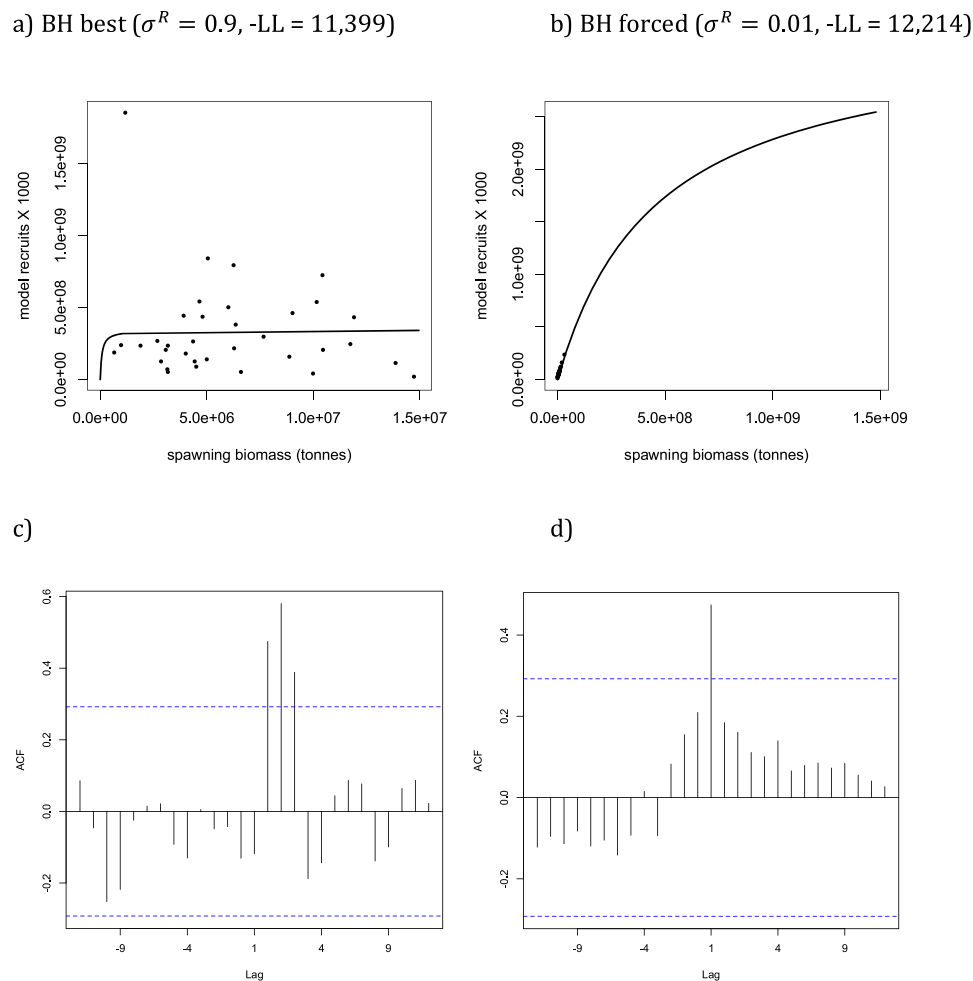 a) BH best (σᴿ = 0.9, -LL = 11,399)
b) BH forced (σᴿ = 0.01, -LL = 12,214)
model recruits X 1000
0.0e+00 5.0e+08 1.0e+09 1.5e+09
0.0e+00 5.0e+06 1.0e+07 1.5e+07
spawning biomass (tonnes)
model recruits X 1000
0.0e+00 1.0e+09 2.0e+09
0.0e+00 5.0e+08 1.0e+09 1.5e+09
spawning biomass (tonnes)
c)
d)
ACF
-0.2 0.0 0.2 0.4 0.6
-9 -4 1 4 9
Lag
ACF
-0.2 0.0 0.2 0.4
-9 -4 1 4 9
Lag